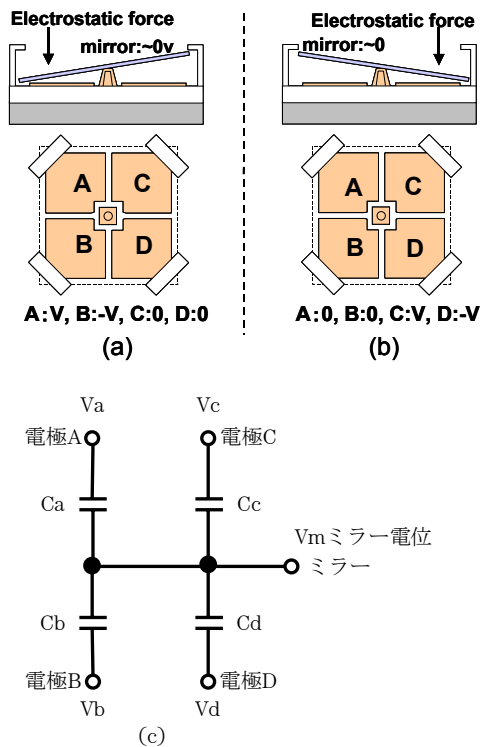 Electrostatic force
mirror:~0v
A
C
B
D
A:V, B:-V, C:0, D:0
(a)
Electrostatic force
mirror:~0
A
C
B
D
A:0, B:0, C:V, D:-V
(b)
Va
Vc
電極A
電極C
Ca
Cc
Vmミラー電位
ミラー
Cb
Cd
電極B
電極D
Vb
Vd
(c)